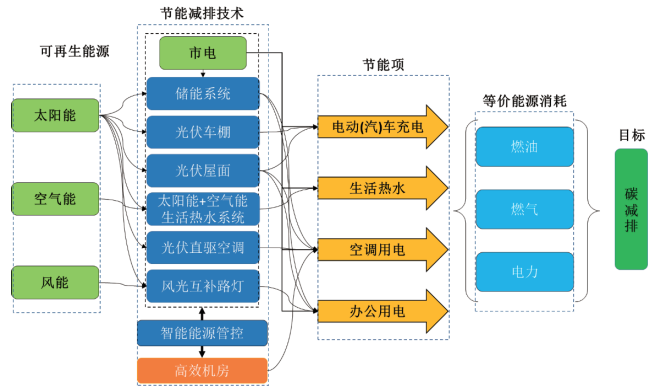 节能减排技术
可再生能源
市电
节能项
储能系统
等价能源消耗
太阳能
光伏车棚
电动(汽)车充电
目标
燃油
光伏屋面
生活热水
碳减排
空气能
太阳能+空气能
生活热水系统
燃气
光伏直驱空调
空调用电
风能
风光互补路灯
电力
办公用电
智能能源管控
高效机房